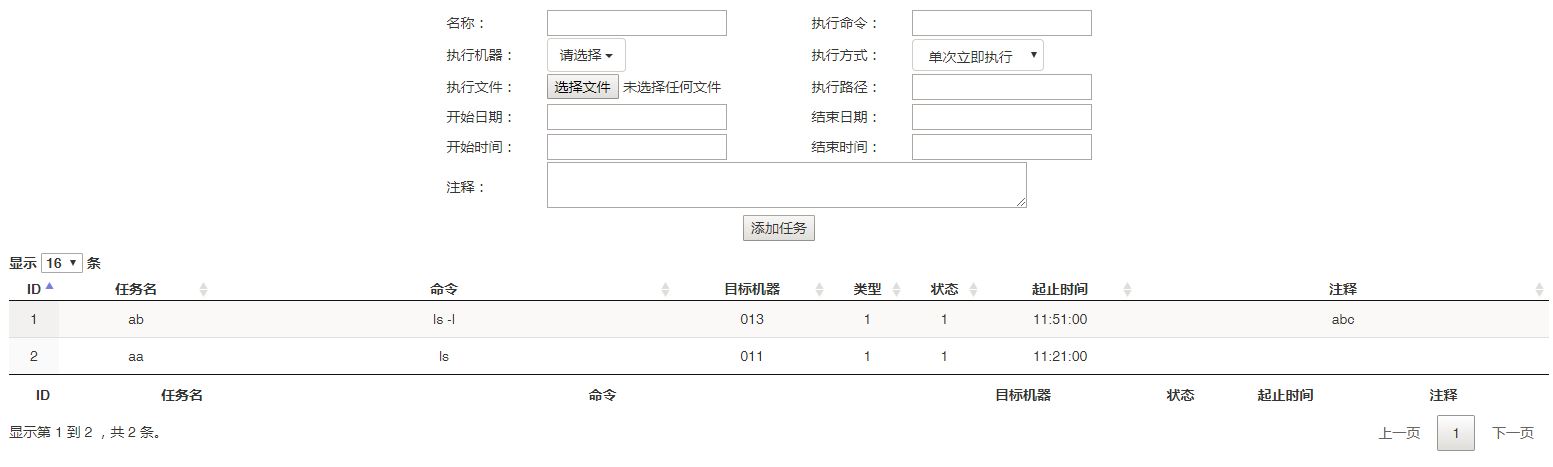 名称： 执行命令：
执行机器： 请选择 执行方式： 单次立即执行
执行文件： 选择文件 未选择任何文件 执行路径：
开始日期： 结束日期：
开始时间： 结束时间：
注释：
添加任务
显示 16 条
ID 任务名 命令 目标机器 类型 状态 起止时间 注释
1 ab ls -l 013 1 1 11:51:00 abc
2 aa ls 011 1 1 11:21:00
ID 任务名 命令 目标机器 状态 起止时间 注释
显示第 1 到 2 ，共 2 条。 上一页 1 下一页